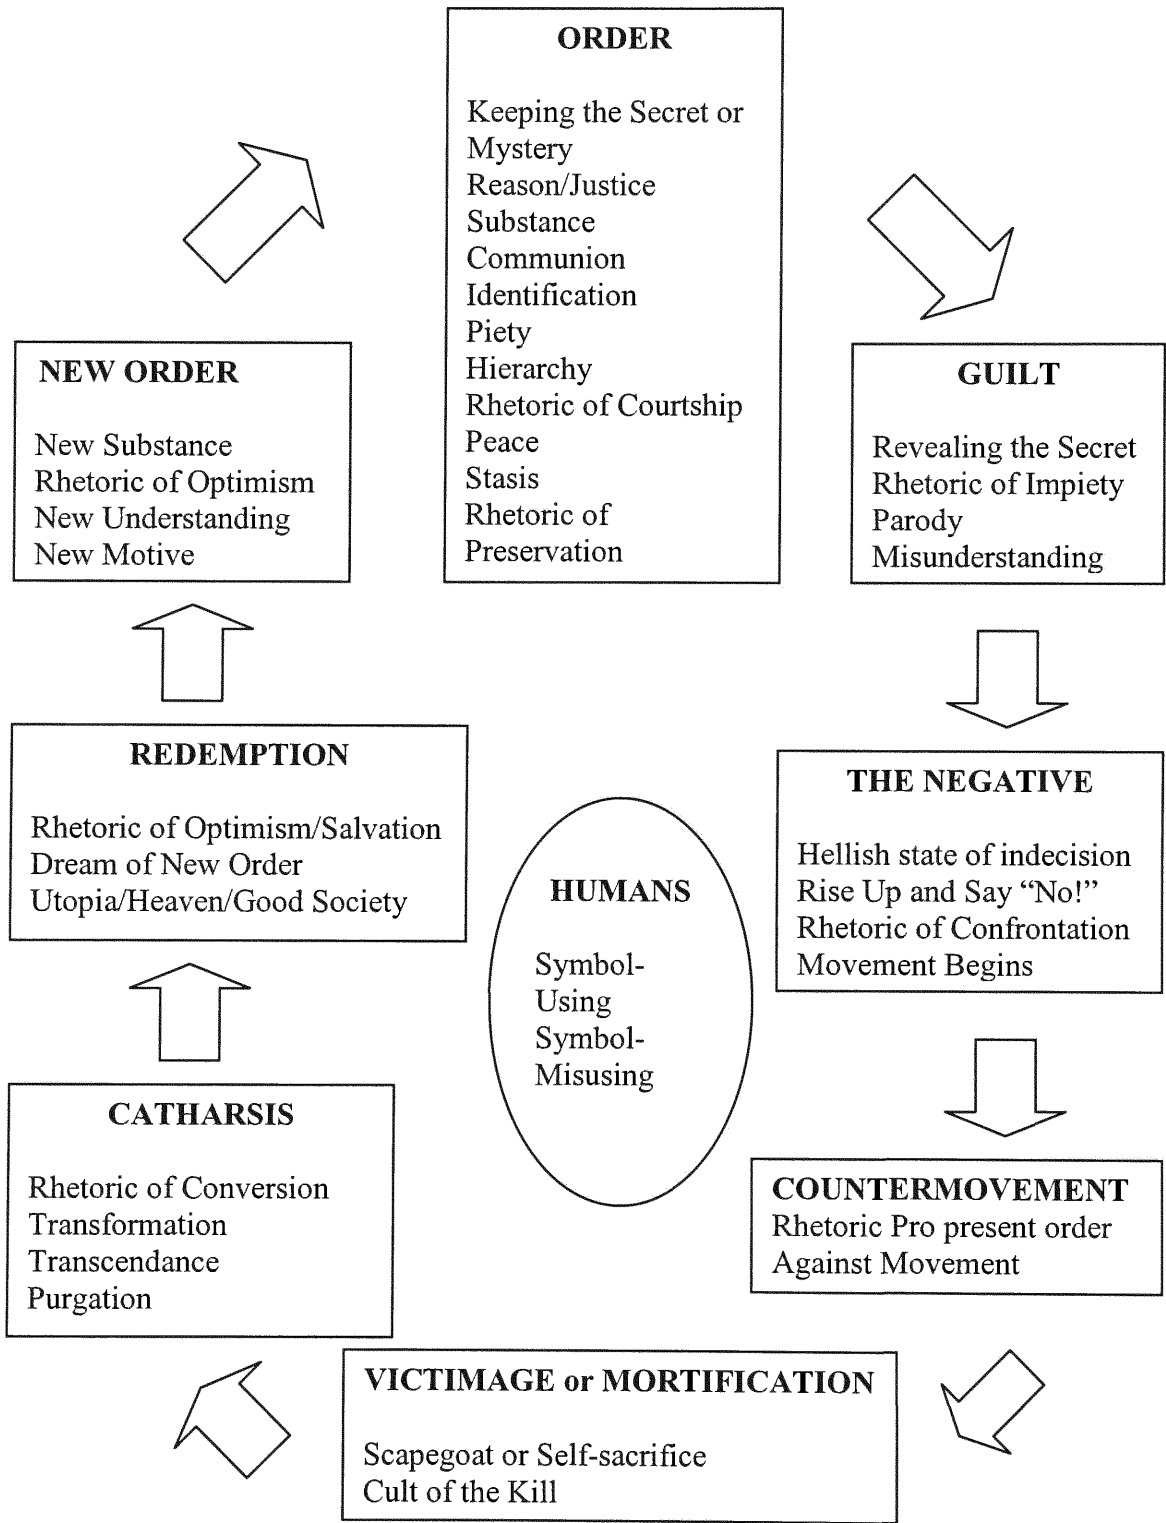 ORDER
Keeping the Secret or
Mystery
Reason/Justice
Substance
Communion
Identification
Piety
Hierarchy
Rhetoric of Courtship
Peace
Stasis
Rhetoric of
Preservation
GUILT
Revealing the Secret
Rhetoric of Impiety
Parody
Misunderstanding
THE NEGATIVE
Hellish state of indecision
Rise Up and Say “No!”
Rhetoric of Confrontation
Movement Begins
COUNTERMOVEMENT
Rhetoric Pro present order
Against Movement
VICTIMAGE or MORTIFICATION
Scapegoat or Self-sacrifice
Cult of the Kill
CATHARSIS
Rhetoric of Conversion
Transformation
Transcendance
Purgation
REDEMPTION
Rhetoric of Optimism/Salvation
Dream of New Order
Utopia/Heaven/Good Society
NEW ORDER
New Substance
Rhetoric of Optimism
New Understanding
New Motive
HUMANS
Symbol-
Using
Symbol-
Misusing